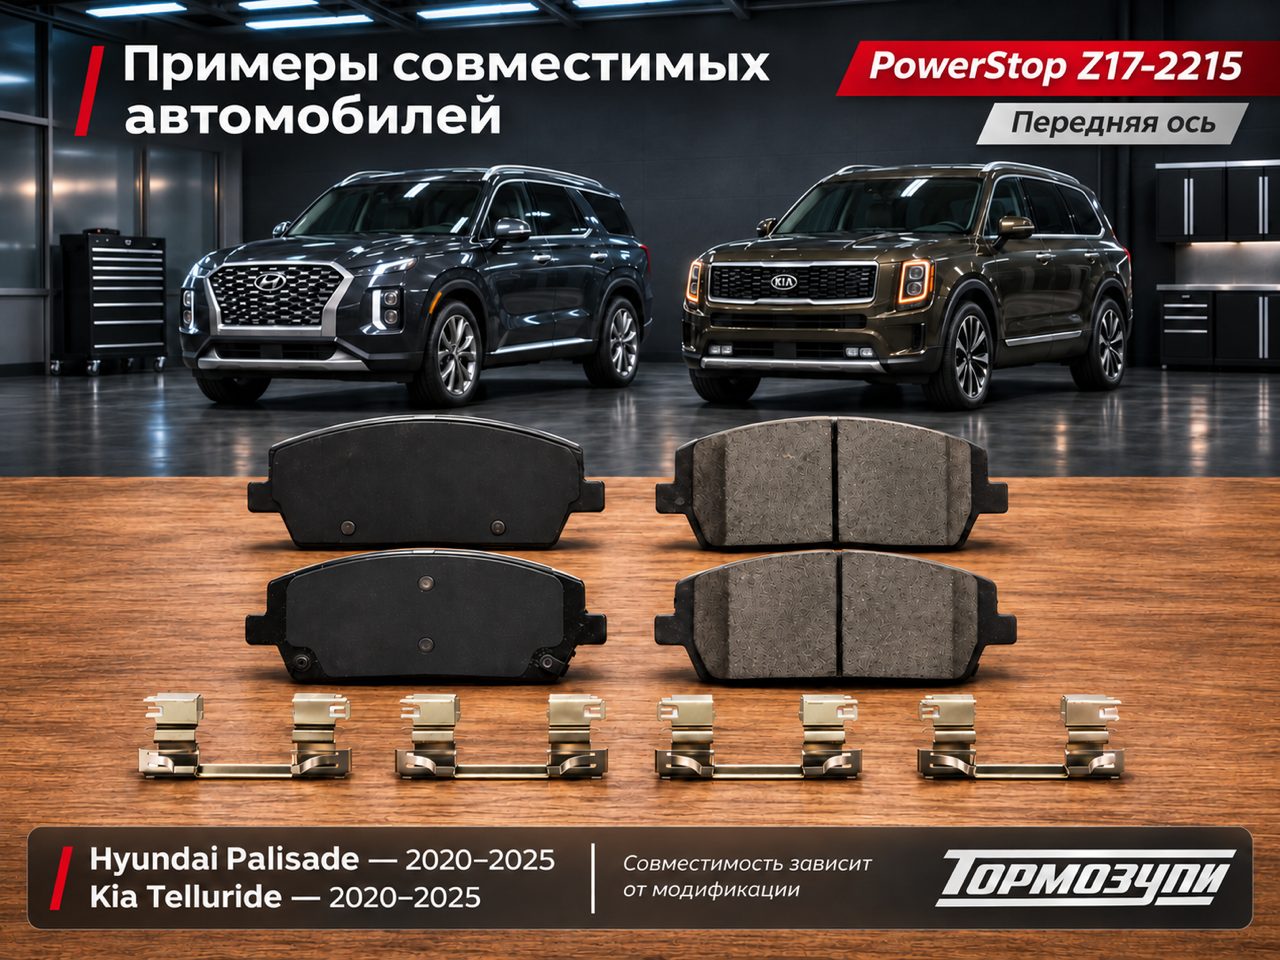 Примеры совместимых
автомобилей
PowerStop Z17-2215
Передняя ось
KIA
Hyundai Palisade — 2020–2025
Kia Telluride — 2020–2025
Совместимость зависит
от модификации
ТОРМОЗУПИ